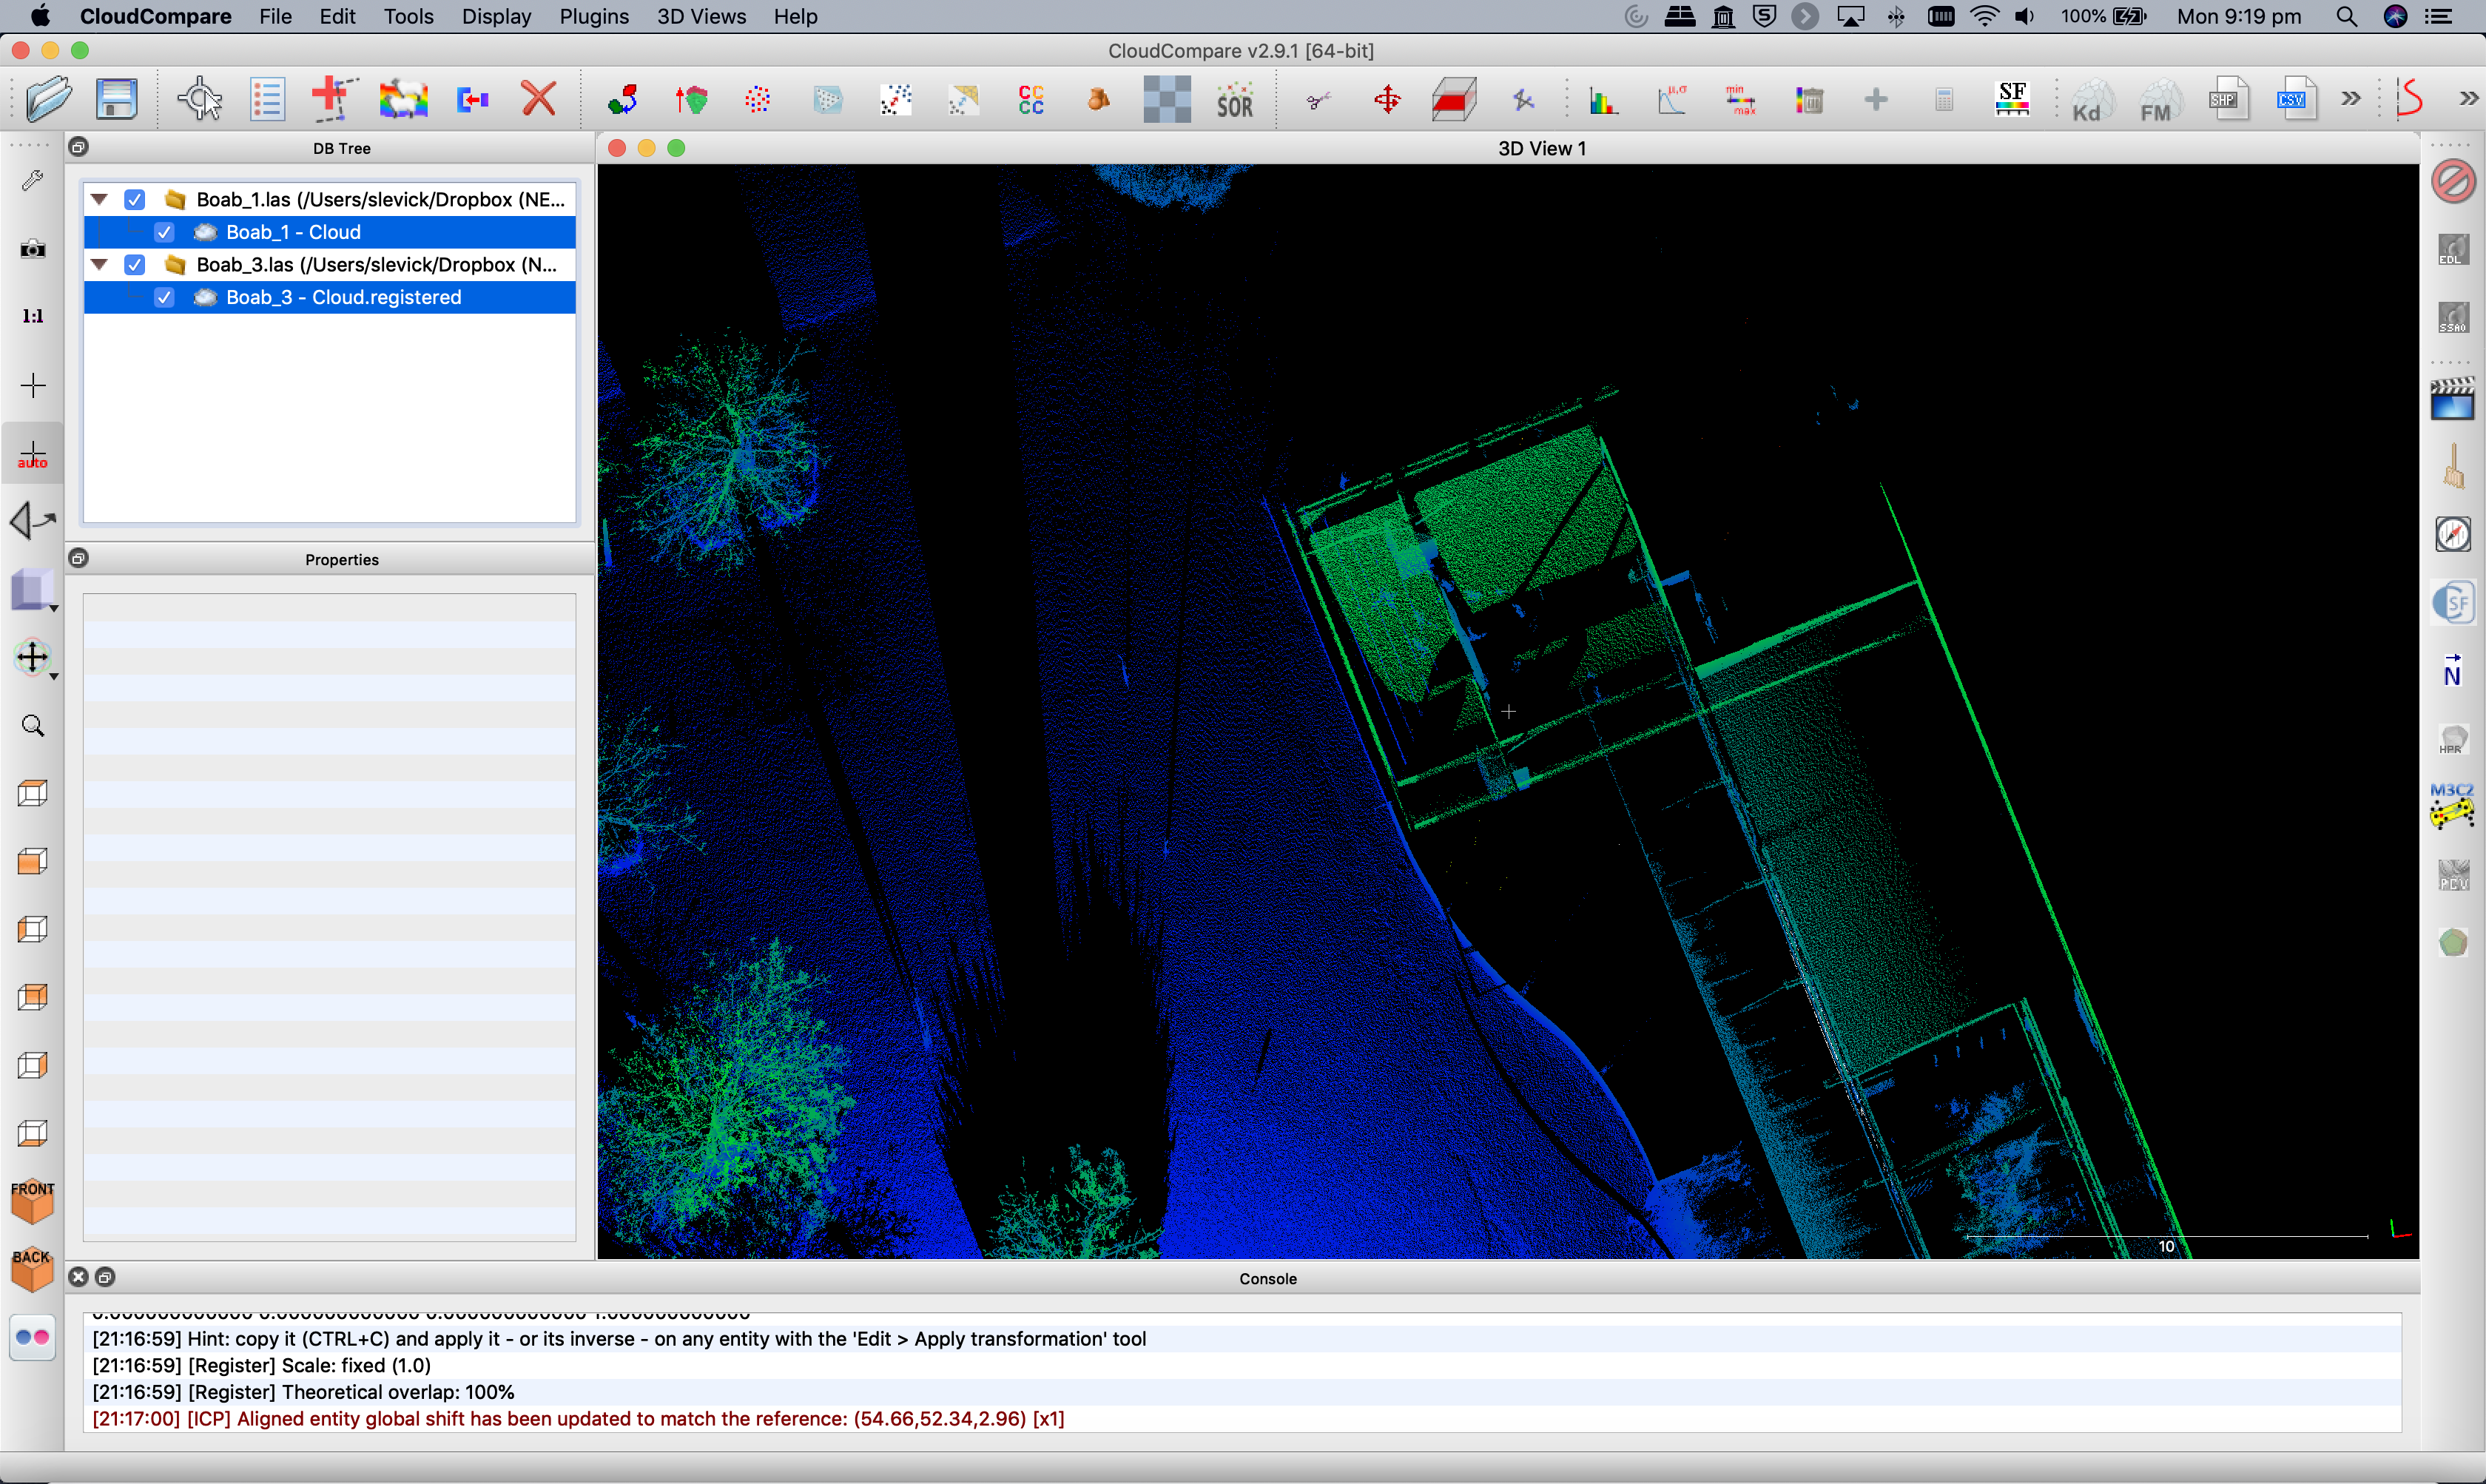 CloudCompare File Edit Tools Display Plugins 3D Views Help 100% Mon 9:19 pm
CloudCompare v2.9.1 [64-bit]
CC
CC
SOR
μ,σ
min
max
SF
Kd
FM
SHP
CSV
DB Tree
3D View 1
Boab_1.las (/Users/slevick/Dropbox (NE...
Boab_1 - Cloud
Boab_3.las (/Users/slevick/Dropbox (N...
Boab_3 - Cloud.registered
1:1
auto
Properties
FRONT
BACK
EDL
SSAO
SF
N
HPR
M3C2
PCV
10
Console
[21:16:59] Hint: copy it (CTRL+C) and apply it - or its inverse - on any entity with the 'Edit > Apply transformation' tool
[21:16:59] [Register] Scale: fixed (1.0)
[21:16:59] [Register] Theoretical overlap: 100%
[21:17:00] [ICP] Aligned entity global shift has been updated to match the reference: (54.66,52.34,2.96) [x1]